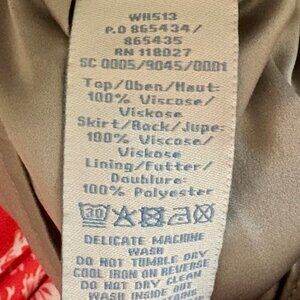 WH513
P.O 865434/
865435
RN 118027
SC 0005/9045/0001
Top/Oben/Haut:
100% Viscose/
Viskose
Skirt/Rock/Jupe:
100% Viscose/
Viskose
Lining/Futter/
Doublure:
100% Polyester
30
DELICATE MACHINE
WASH
DO NOT TUMBLE DRY
COOL IRON ON REVERSE
DO NOT DRY CLEAN
WASH INSIDE OUT